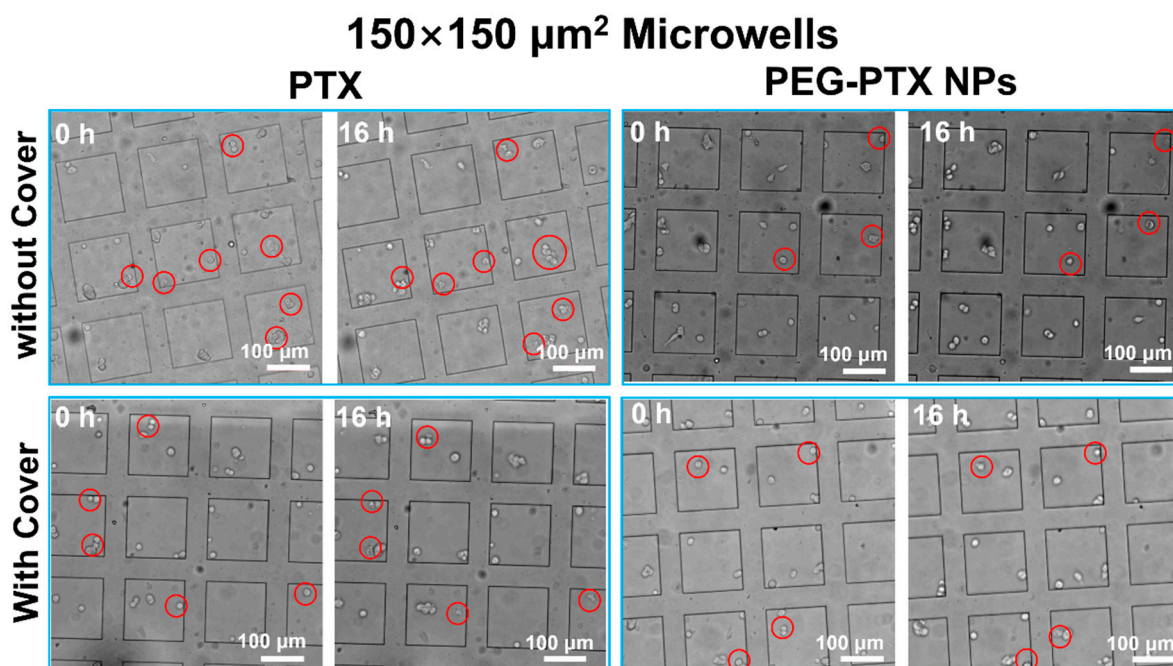 150×150 µm² Microwells
PTX
PEG-PTX NPs
without Cover
0 h
16 h
0 h
16 h
100 µm
100 µm
100 µm
100 µm
With Cover
0 h
16 h
0 h
16 h
100 µm
100 µm
100 µm
100 µm